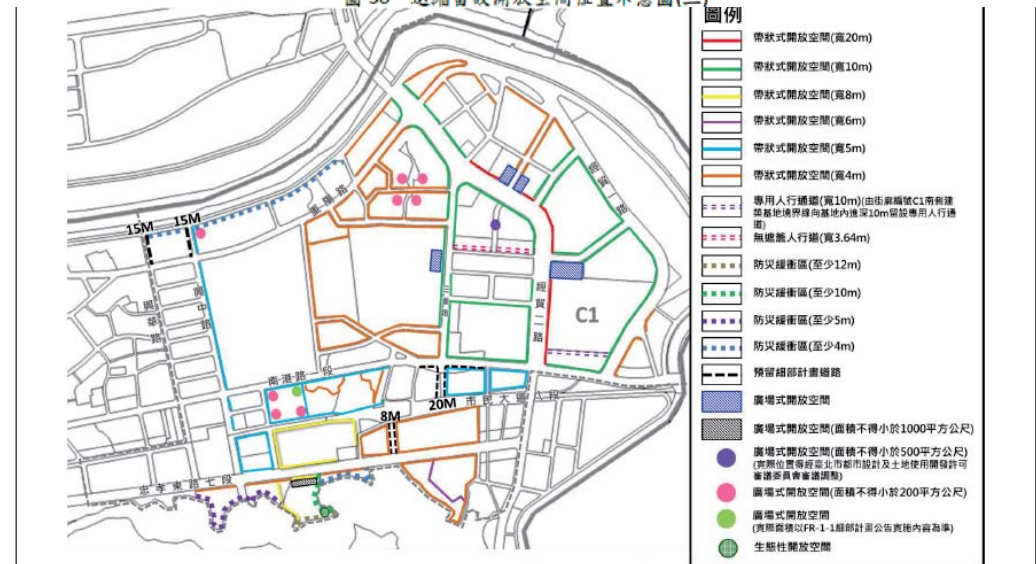 圖例
帶狀式開放空間(寬20m)
帶狀式開放空間(寬10m)
帶狀式開放空間(寬8m)
帶狀式開放空間(寬6m)
帶狀式開放空間(寬5m)
帶狀式開放空間(寬4m)
專用人行通道(寬10m)(由街廓編號C1南側建
築基地境界線向基地內進深10m留設專用人行通
道)
無遮簷人行道(寬3.64m)
防災緩衝區(至少12m)
防災緩衝區(至少10m)
防災緩衝區(至少5m)
防災緩衝區(至少4m)
預留細部計畫道路
廣場式開放空間
廣場式開放空間(面積不得小於1000平方公尺)
廣場式開放空間(面積不得小於500平方公尺)
(實際位置得經臺北市都市設計及土地使用開發許可
審議委員會審議調整)
廣場式開放空間(面積不得小於200平方公尺)
廣場式開放空間
(實際面積以FR-1-1細部計畫公告實施內容為準)
生態性開放空間
經貿一路
重陽路
15M
15M
興華路
興中路
三重路
經貿二路
C1
南港路一段
20M
市民大道八段
8M
忠孝東路七段